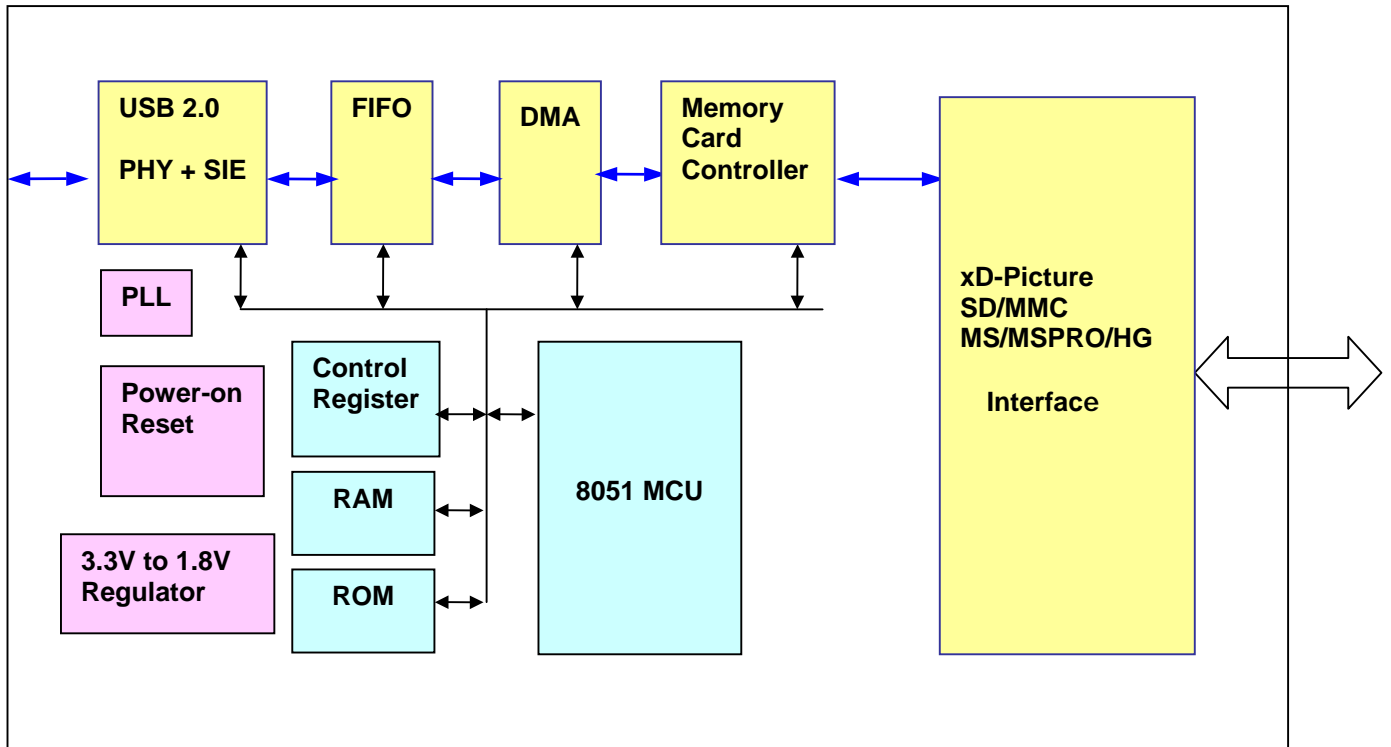 USB 2.0
PHY + SIE
FIFO
DMA
Memory
Card
Controller
xD-Picture
SD/MMC
MS/MSPRO/HG
Interface
PLL
Power-on
Reset
3.3V to 1.8V
Regulator
Control
Register
RAM
ROM
8051 MCU